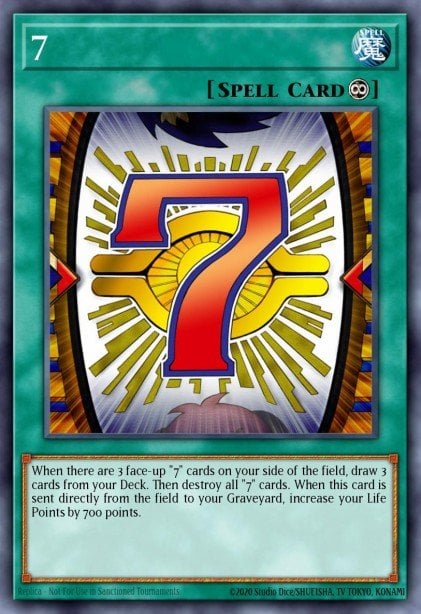 7
SPELL
魔
[SPELL CARD]
7
When there are 3 face-up "7" cards on your side of the field, draw 3
cards from your Deck. Then destroy all "7" cards. When this card is
sent directly from the field to your Graveyard, increase your Life
Points by 700 points.
Replica - Not For Use in Sanctioned Tournaments
©2020 Studio Dice/SHUEISHA, TV TOKYO, KONAMI